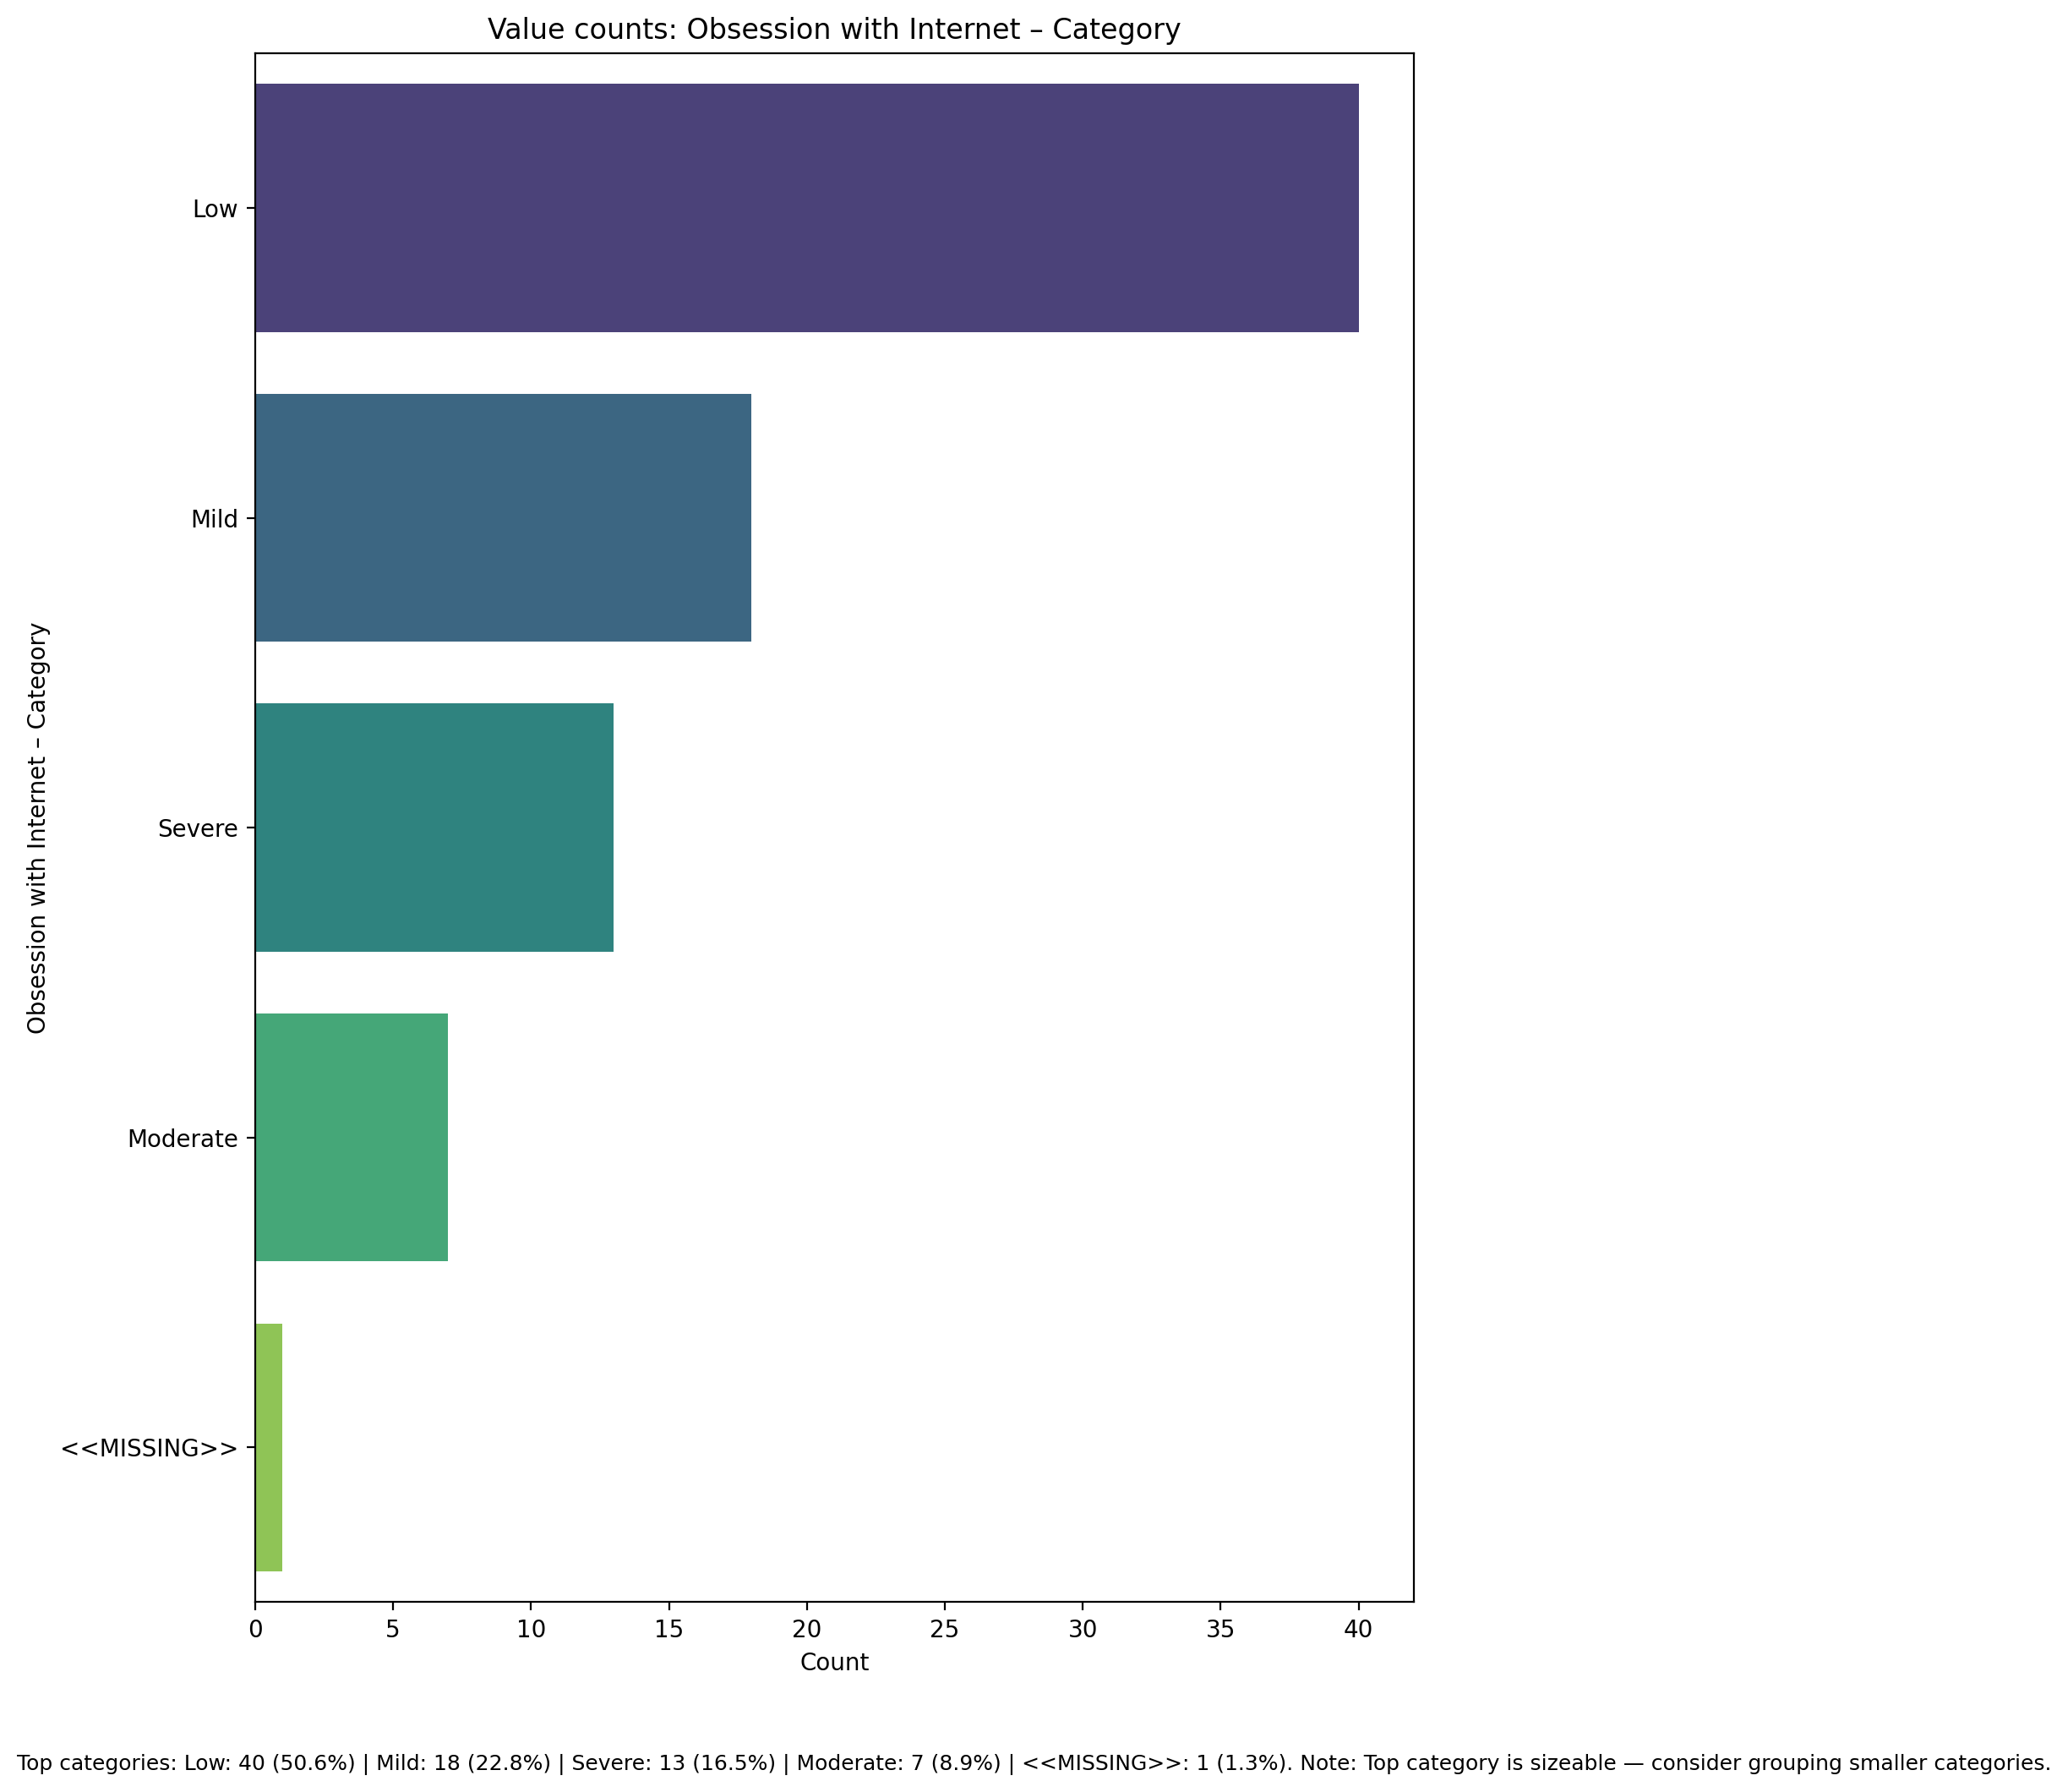 Value counts: Obsession with Internet – Category
Obsession with Internet – Category
Low
Mild
Severe
Moderate
<<MISSING>>
0 5 10 15 20 25 30 35 40
Count
Top categories: Low: 40 (50.6%) | Mild: 18 (22.8%) | Severe: 13 (16.5%) | Moderate: 7 (8.9%) | <<MISSING>>: 1 (1.3%). Note: Top category is sizeable — consider grouping smaller categories.